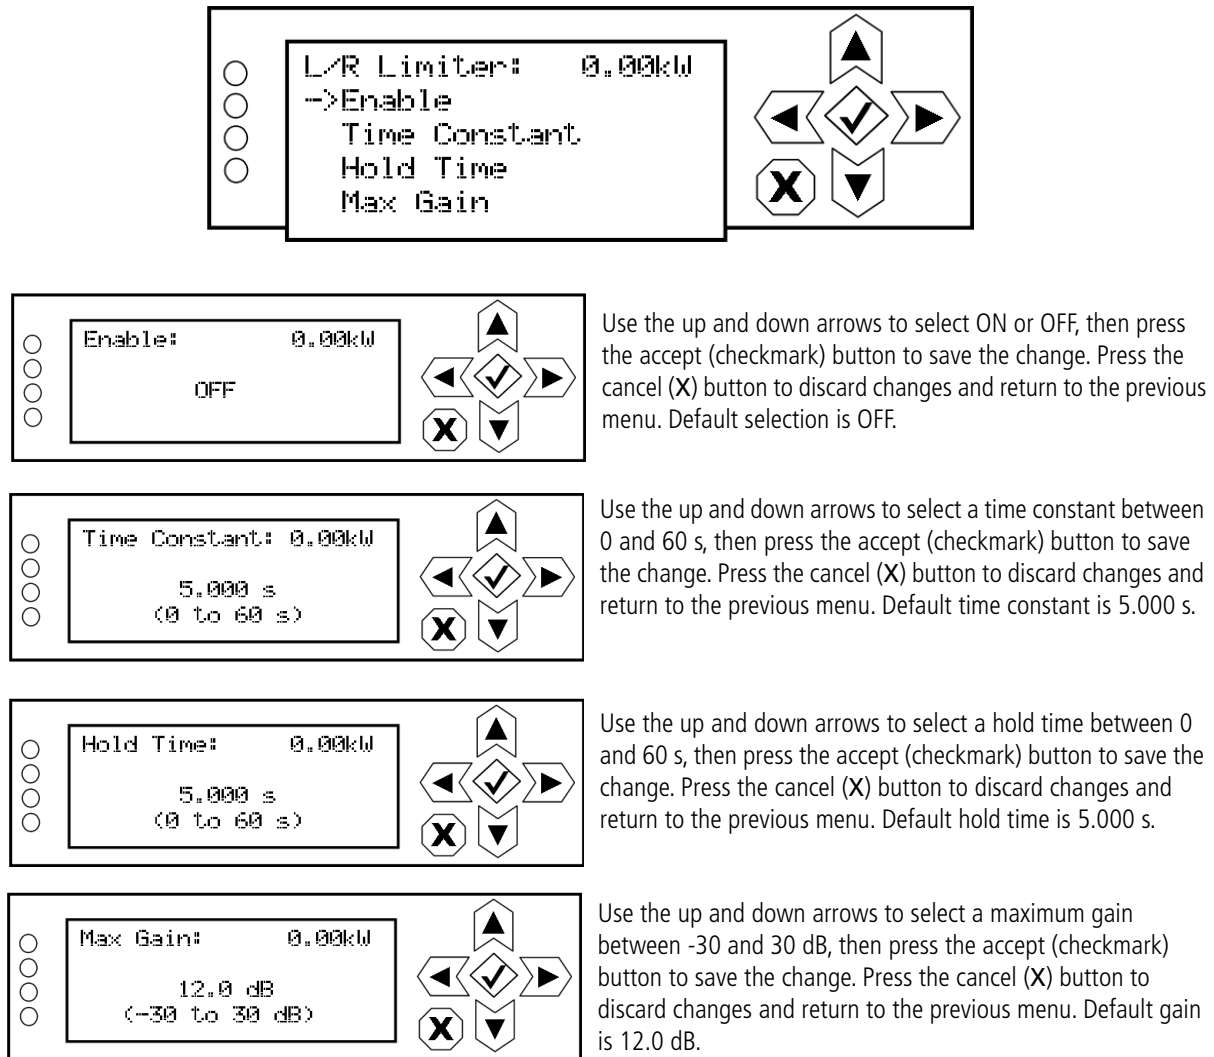 L/R Limiter: 0.00kW
->Enable
Time Constant
Hold Time
Max Gain
X
Enable: 0.00kW
OFF
X
Use the up and down arrows to select ON or OFF, then press
the accept (checkmark) button to save the change. Press the
cancel (X) button to discard changes and return to the previous
menu. Default selection is OFF.
Time Constant: 0.00kW
5.000 s
(0 to 60 s)
X
Use the up and down arrows to select a time constant between
0 and 60 s, then press the accept (checkmark) button to save
the change. Press the cancel (X) button to discard changes and
return to the previous menu. Default time constant is 5.000 s.
Hold Time: 0.00kW
5.000 s
(0 to 60 s)
X
Use the up and down arrows to select a hold time between 0
and 60 s, then press the accept (checkmark) button to save the
change. Press the cancel (X) button to discard changes and
return to the previous menu. Default hold time is 5.000 s.
Max Gain: 0.00kW
12.0 dB
(-30 to 30 dB)
X
Use the up and down arrows to select a maximum gain
between -30 and 30 dB, then press the accept (checkmark)
button to save the change. Press the cancel (X) button to
discard changes and return to the previous menu. Default gain
is 12.0 dB.